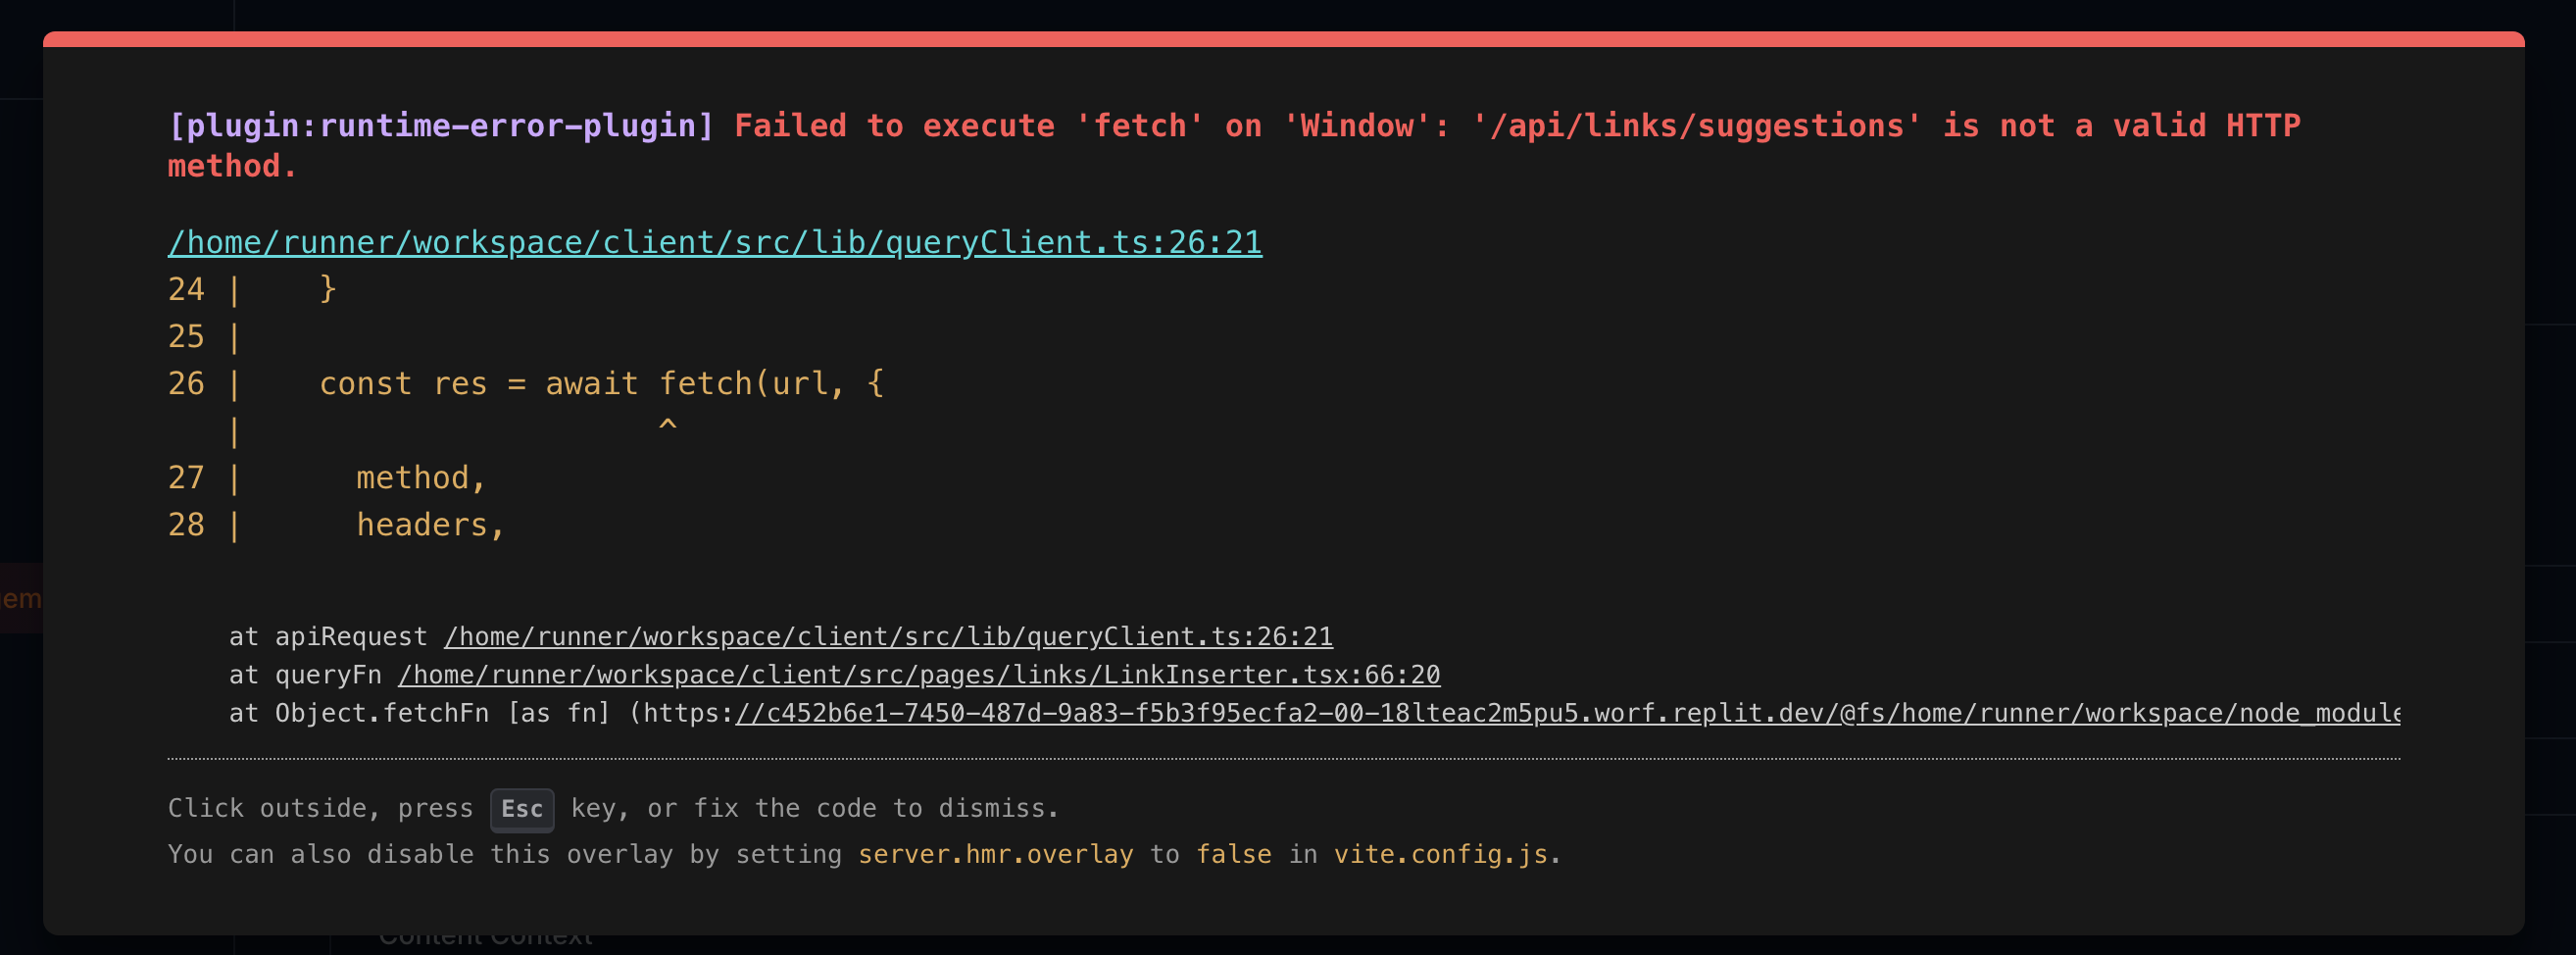 [plugin:runtime-error-plugin] Failed to execute 'fetch' on 'Window': '/api/links/suggestions' is not a valid HTTP
method.
/home/runner/workspace/client/src/lib/queryClient.ts:26:21
24 |    }
25 |
26 |    const res = await fetch(url, {
   |                      ^
27 |      method,
28 |      headers,
at apiRequest /home/runner/workspace/client/src/lib/queryClient.ts:26:21
at queryFn /home/runner/workspace/client/src/pages/links/LinkInserter.tsx:66:20
at Object.fetchFn [as fn] (https://c452b6e1-7450-487d-9a83-f5b3f95ecfa2-00-18lteac2m5pu5.worf.replit.dev/@fs/home/runner/workspace/node_module
Click outside, press Esc key, or fix the code to dismiss.
You can also disable this overlay by setting server.hmr.overlay to false in vite.config.js.
Content Context